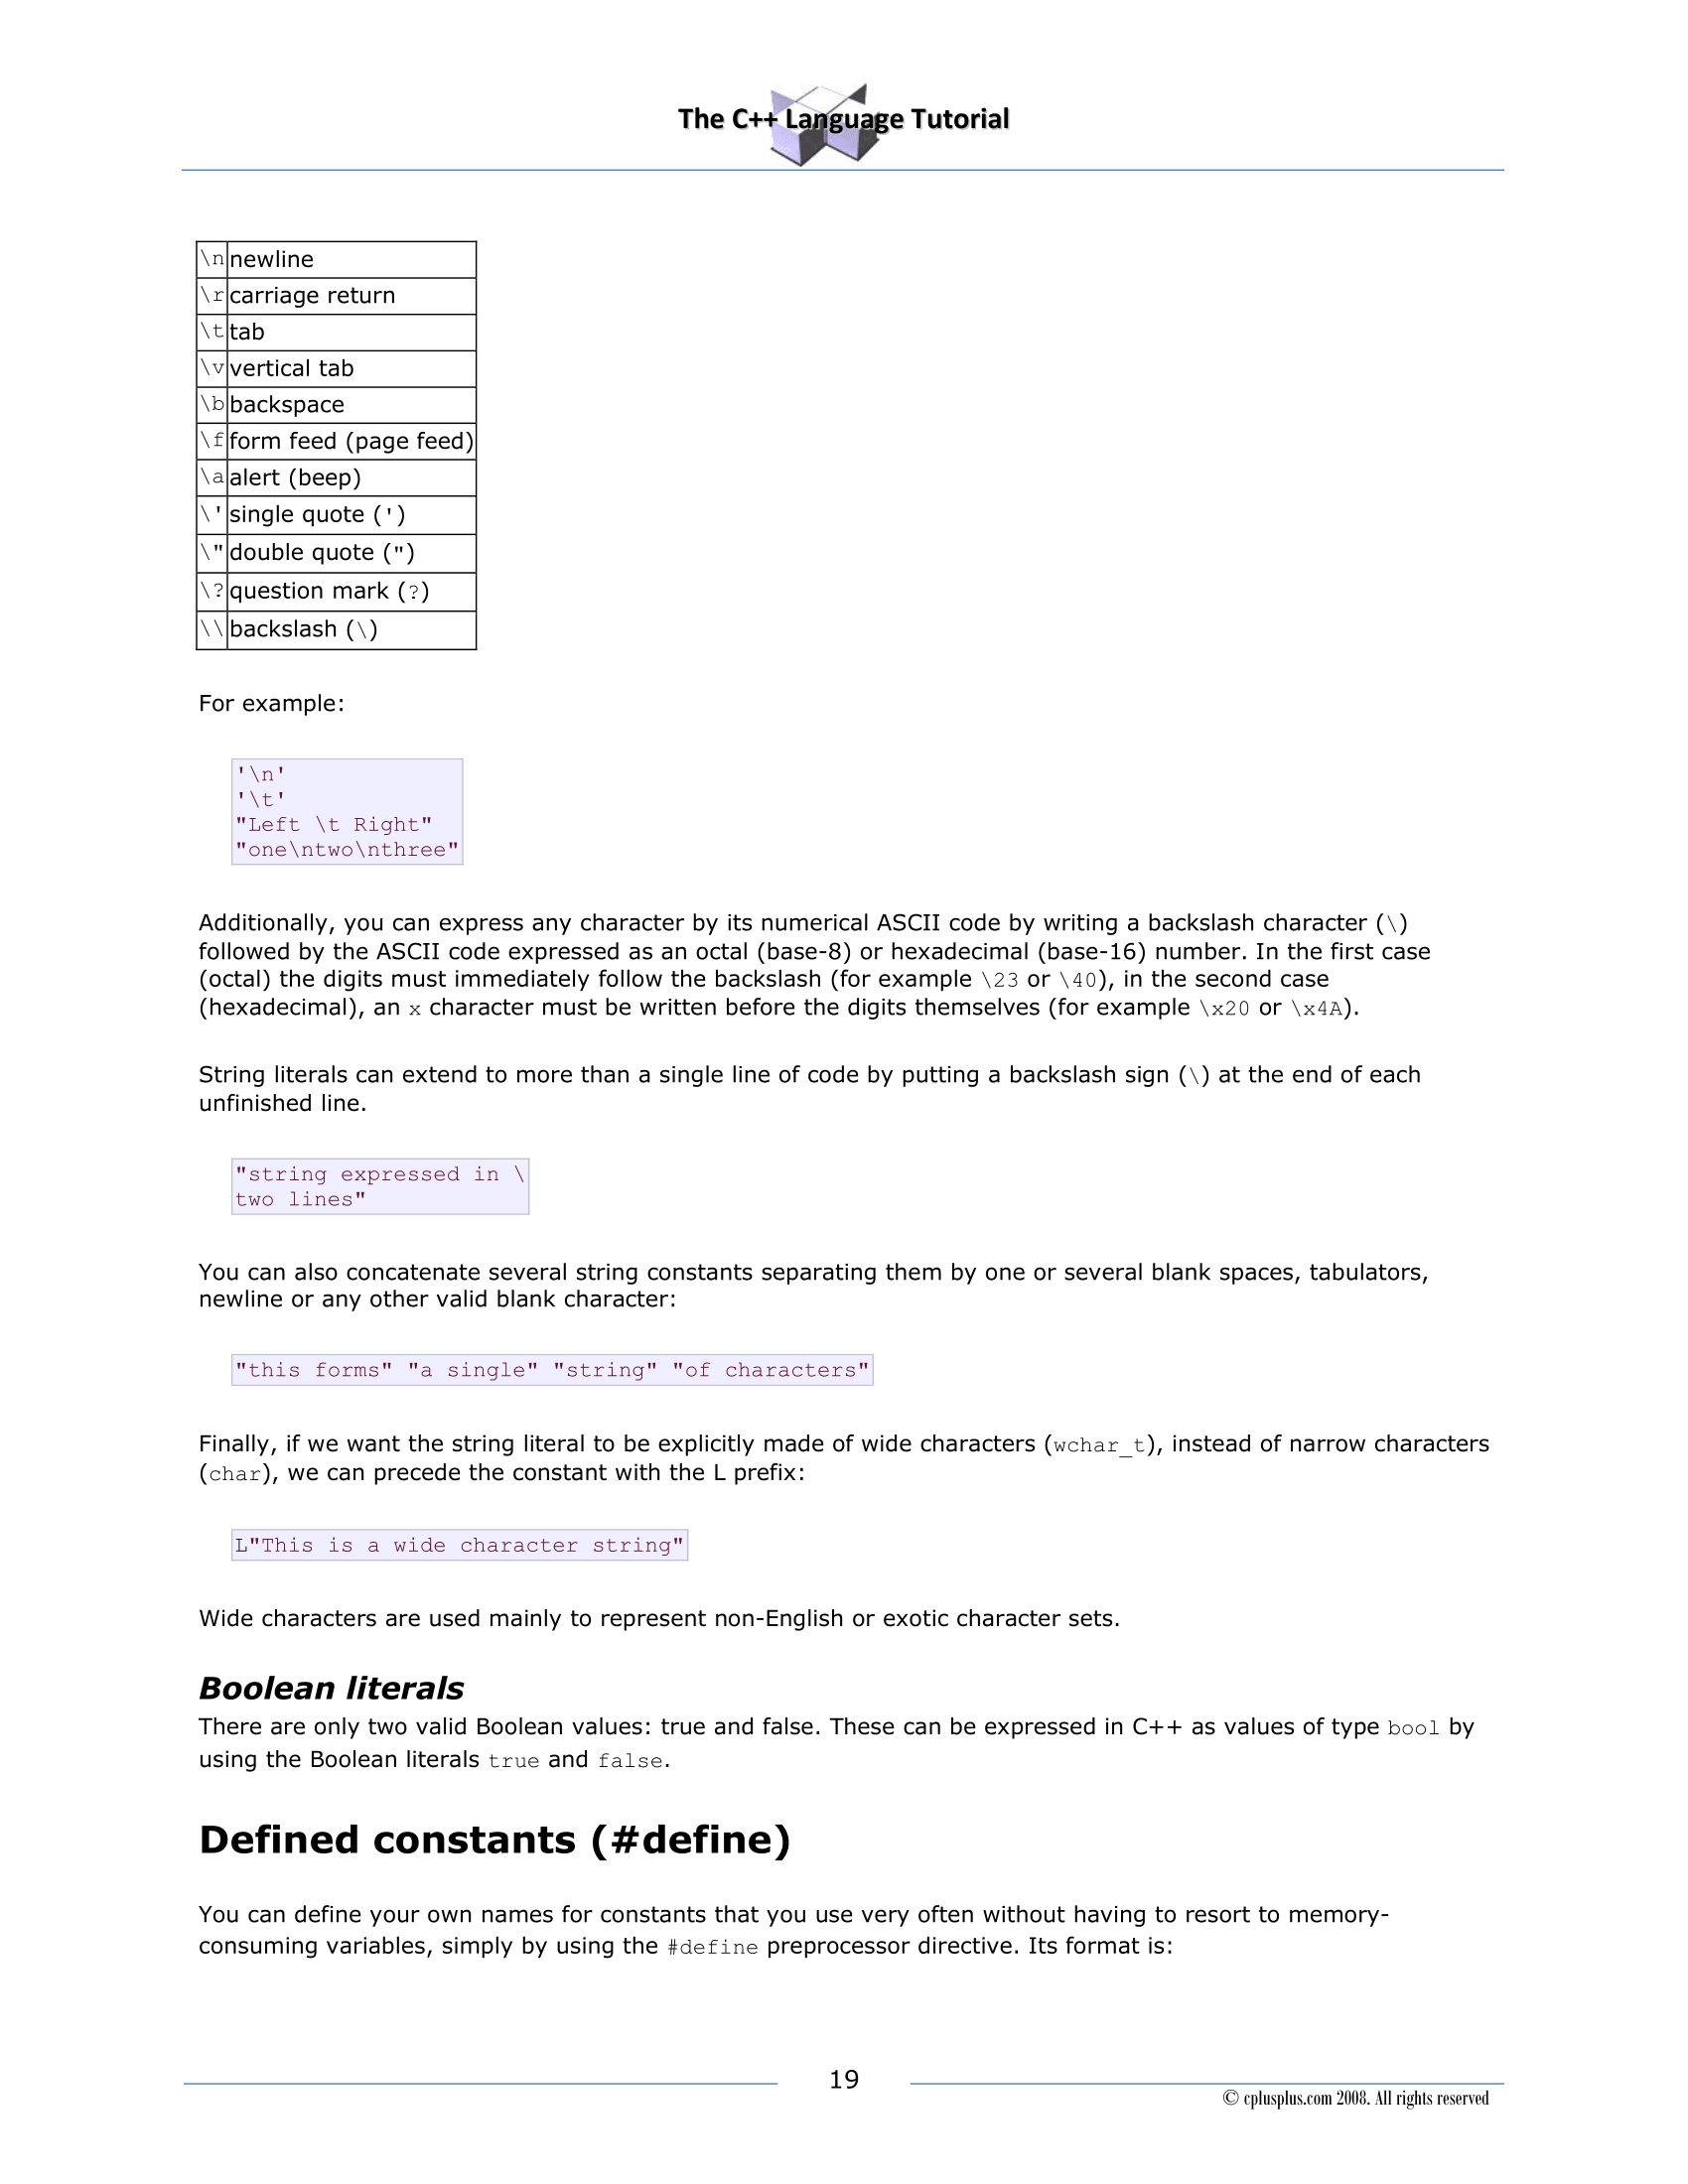 The C++ Language Tutorial
\n newline
\r carriage return
\t tab
\v vertical tab
\b backspace
\f form feed (page feed)
\a alert (beep)
\' single quote (')
\" double quote (")
\? question mark (?)
\\ backslash (\)
For example:
'\n'
'\t'
"Left \t Right"
"one\ntwo\nthree"
Additionally, you can express any character by its numerical ASCII code by writing a backslash character (\)
followed by the ASCII code expressed as an octal (base-8) or hexadecimal (base-16) number. In the first case
(octal) the digits must immediately follow the backslash (for example \23 or \40), in the second case
(hexadecimal), an x character must be written before the digits themselves (for example \x20 or \x4A).
String literals can extend to more than a single line of code by putting a backslash sign (\) at the end of each
unfinished line.
"string expressed in \
two lines"
You can also concatenate several string constants separating them by one or several blank spaces, tabulators,
newline or any other valid blank character:
"this forms" "a single" "string" "of characters"
Finally, if we want the string literal to be explicitly made of wide characters (wchar_t), instead of narrow characters
(char), we can precede the constant with the L prefix:
L"This is a wide character string"
Wide characters are used mainly to represent non-English or exotic character sets.
Boolean literals
There are only two valid Boolean values: true and false. These can be expressed in C++ as values of type bool by
using the Boolean literals true and false.
Defined constants (#define)
You can define your own names for constants that you use very often without having to resort to memory-
consuming variables, simply by using the #define preprocessor directive. Its format is:
19
© cplusplus.com 2008. All rights reserved